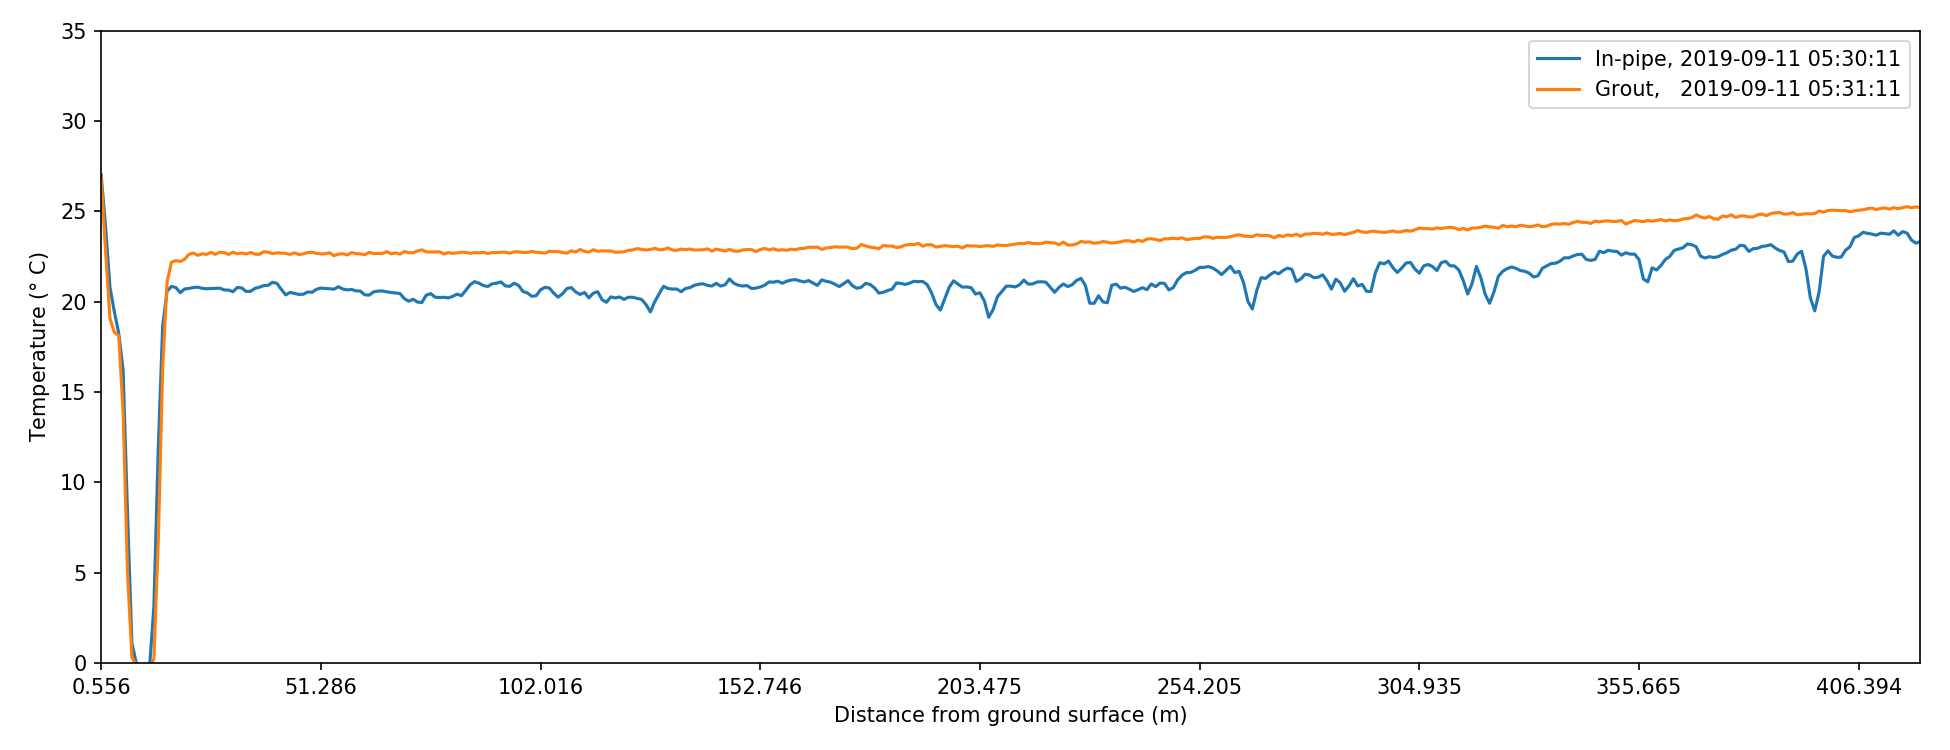 In-pipe, 2019-09-11 05:30:11
Grout, 2019-09-11 05:31:11
Temperature (° C)
35
30
25
20
15
10
5
0
0.556 51.286 102.016 152.746 203.475 254.205 304.935 355.665 406.394
Distance from ground surface (m)